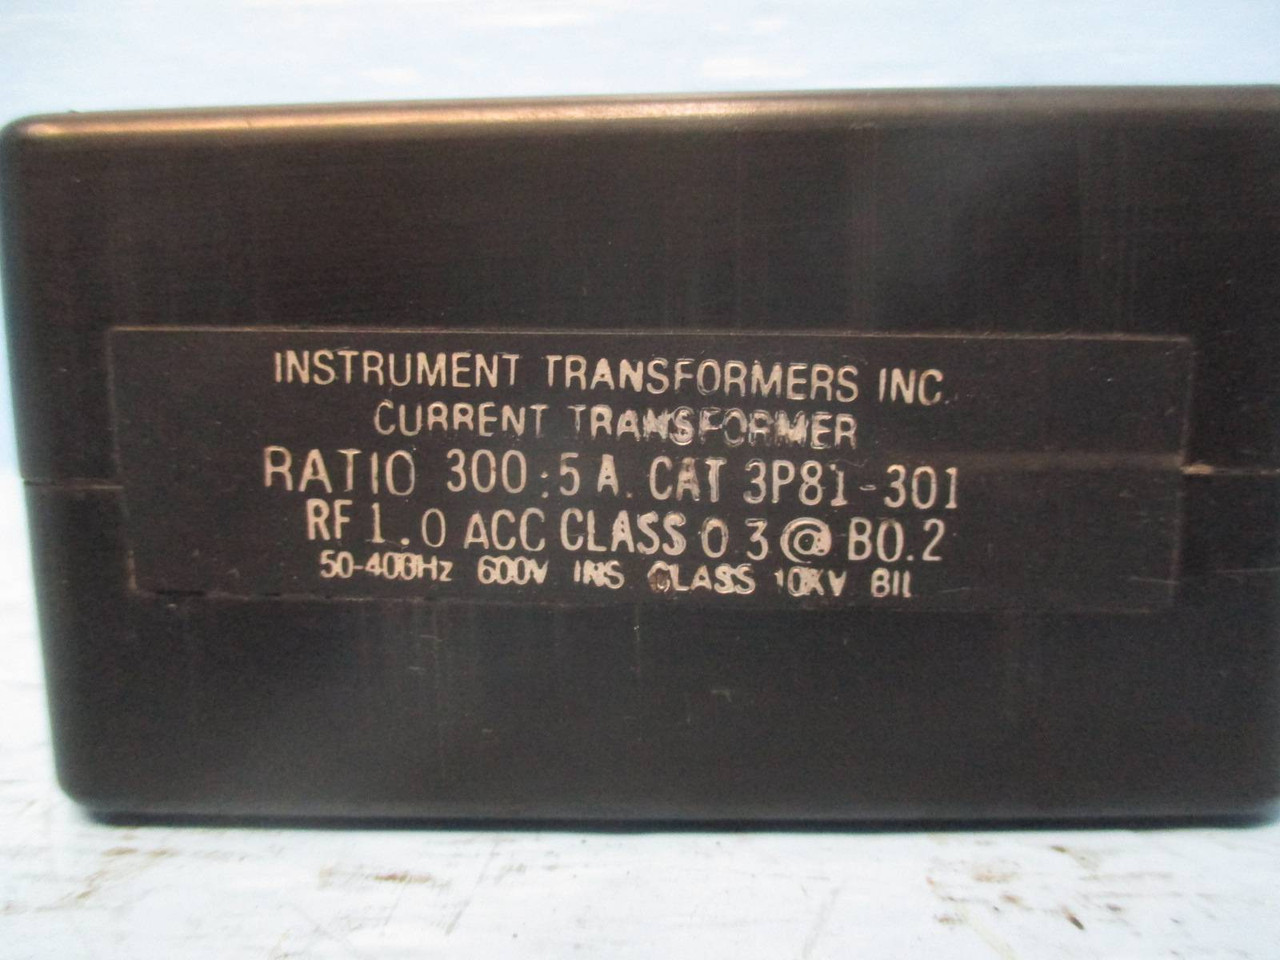 INSTRUMENT TRANSFORMERS INC.
CURRENT TRANSFORMER
RATIO 300:5 A. CAT 3P81-301
RF 1.0 ACC CLASS 0.3 @ B0.2
50-400Hz 600V INS CLASS 10KV BIL